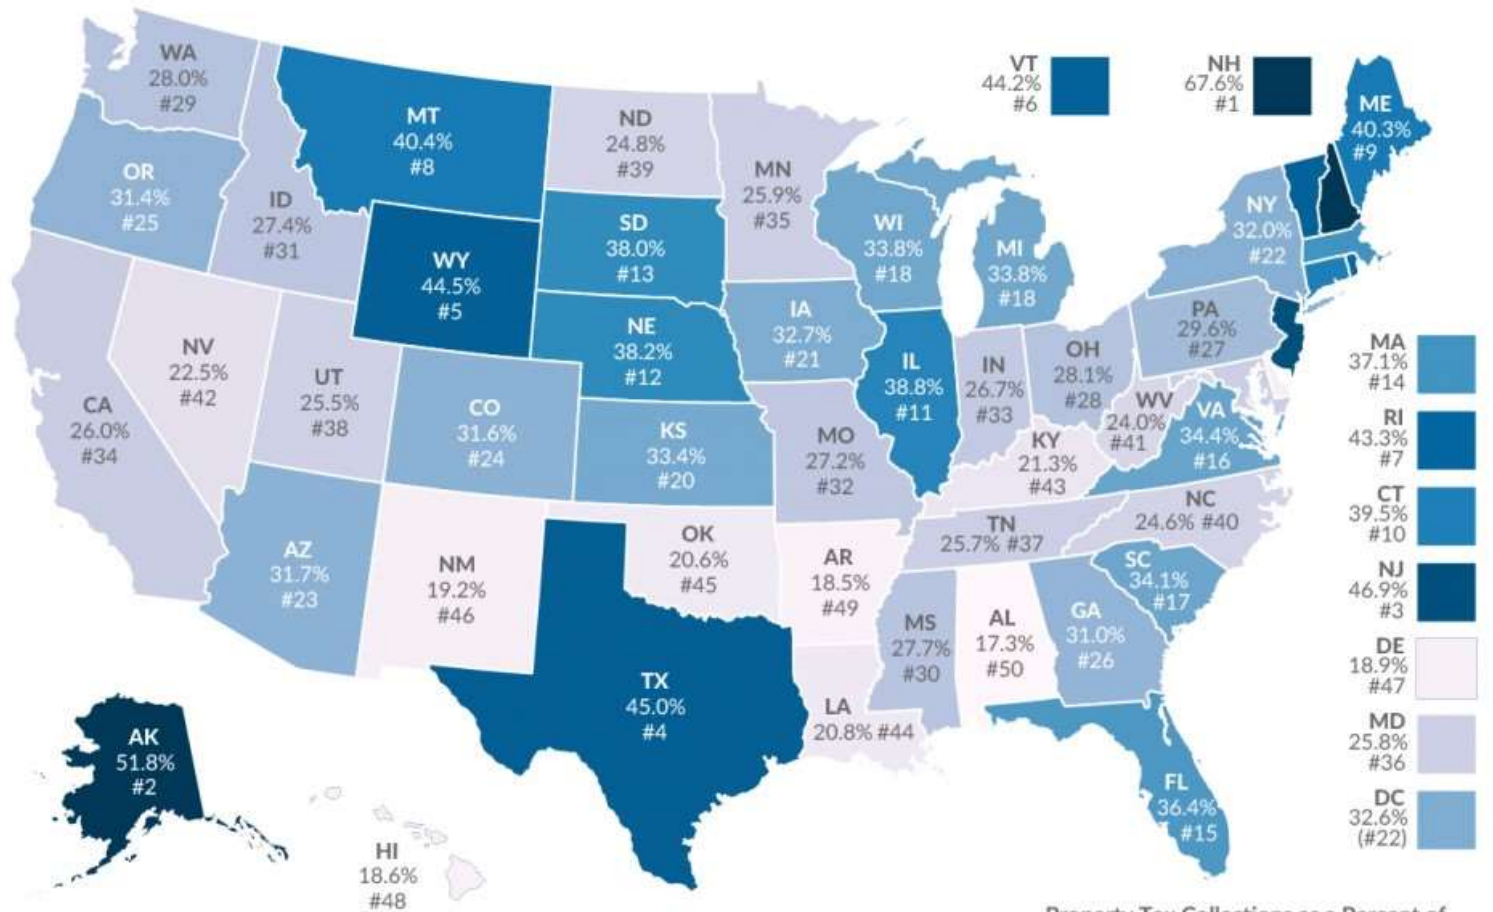 WA
28.0%
#29
MT
40.4%
#8
ND
24.8%
#39
MN
25.9%
#35
VT
44.2%
#6
NH
67.6%
#1
ME
40.3%
#9
OR
31.4%
#25
ID
27.4%
#31
WY
44.5%
#5
SD
38.0%
#13
WI
33.8%
#18
MI
33.8%
#18
NY
32.0%
#22
NV
22.5%
#42
UT
25.5%
#38
NE
38.2%
#12
IA
32.7%
#21
IL
38.8%
#11
IN
26.7%
#33
OH
28.1%
#28
PA
29.6%
#27
MA
37.1%
#14
CA
26.0%
#34
CO
31.6%
#24
KS
33.4%
#20
MO
27.2%
#32
KY
21.3%
#43
WV
24.0%
#41
VA
34.4%
#16
RI
43.3%
#7
CT
39.5%
#10
AZ
31.7%
#23
NM
19.2%
#46
OK
20.6%
#45
AR
18.5%
#49
TN
25.7% #37
NC
24.6% #40
SC
34.1%
#17
NJ
46.9%
#3
MS
27.7%
#30
AL
17.3%
#50
GA
31.0%
#26
DE
18.9%
#47
TX
45.0%
#4
LA
20.8% #44
MD
25.8%
#36
AK
51.8%
#2
HI
18.6%
#48
FL
36.4%
#15
DC
32.6%
(#22)
Property Tax Collections as a Percent of